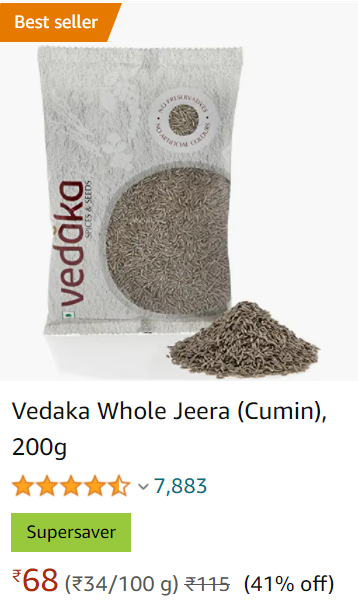 Best seller
NO PRESERVATIVES •
NO ARTIFICIAL COLOURS •
vedaka
SPICES & SEEDS
Vedaka Whole Jeera (Cumin),
200g
7,883
Supersaver
₹68 (₹34/100 g) ₹115 (41% off)